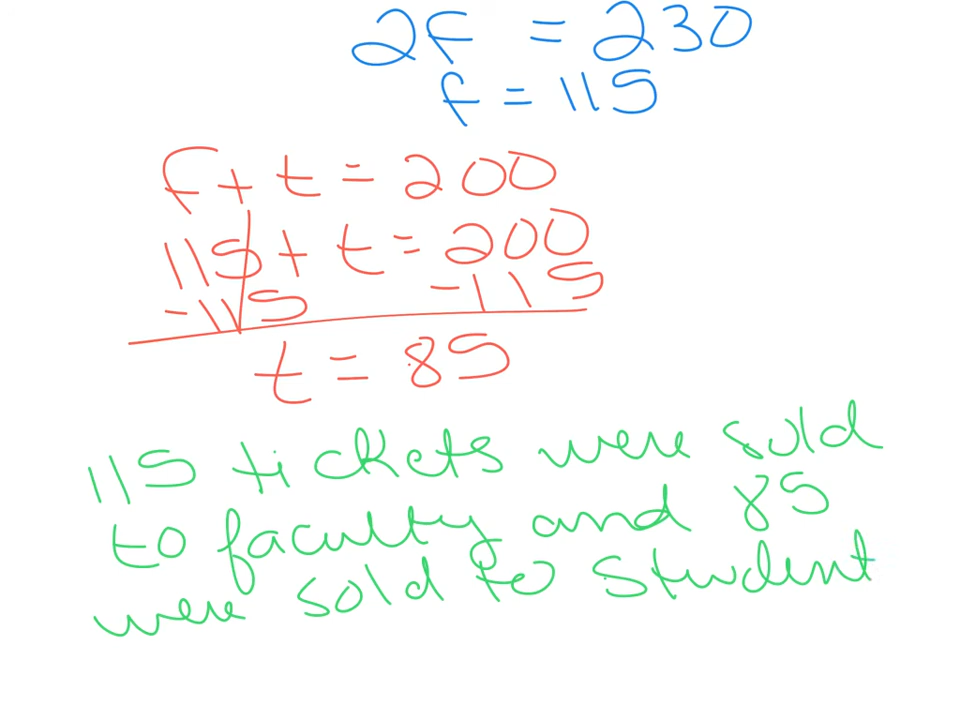 2f = 230
f = 115
f + t = 200
115 + t = 200
-115 -115
t = 85
115 tickets were sold
to faculty and 85
were sold to student